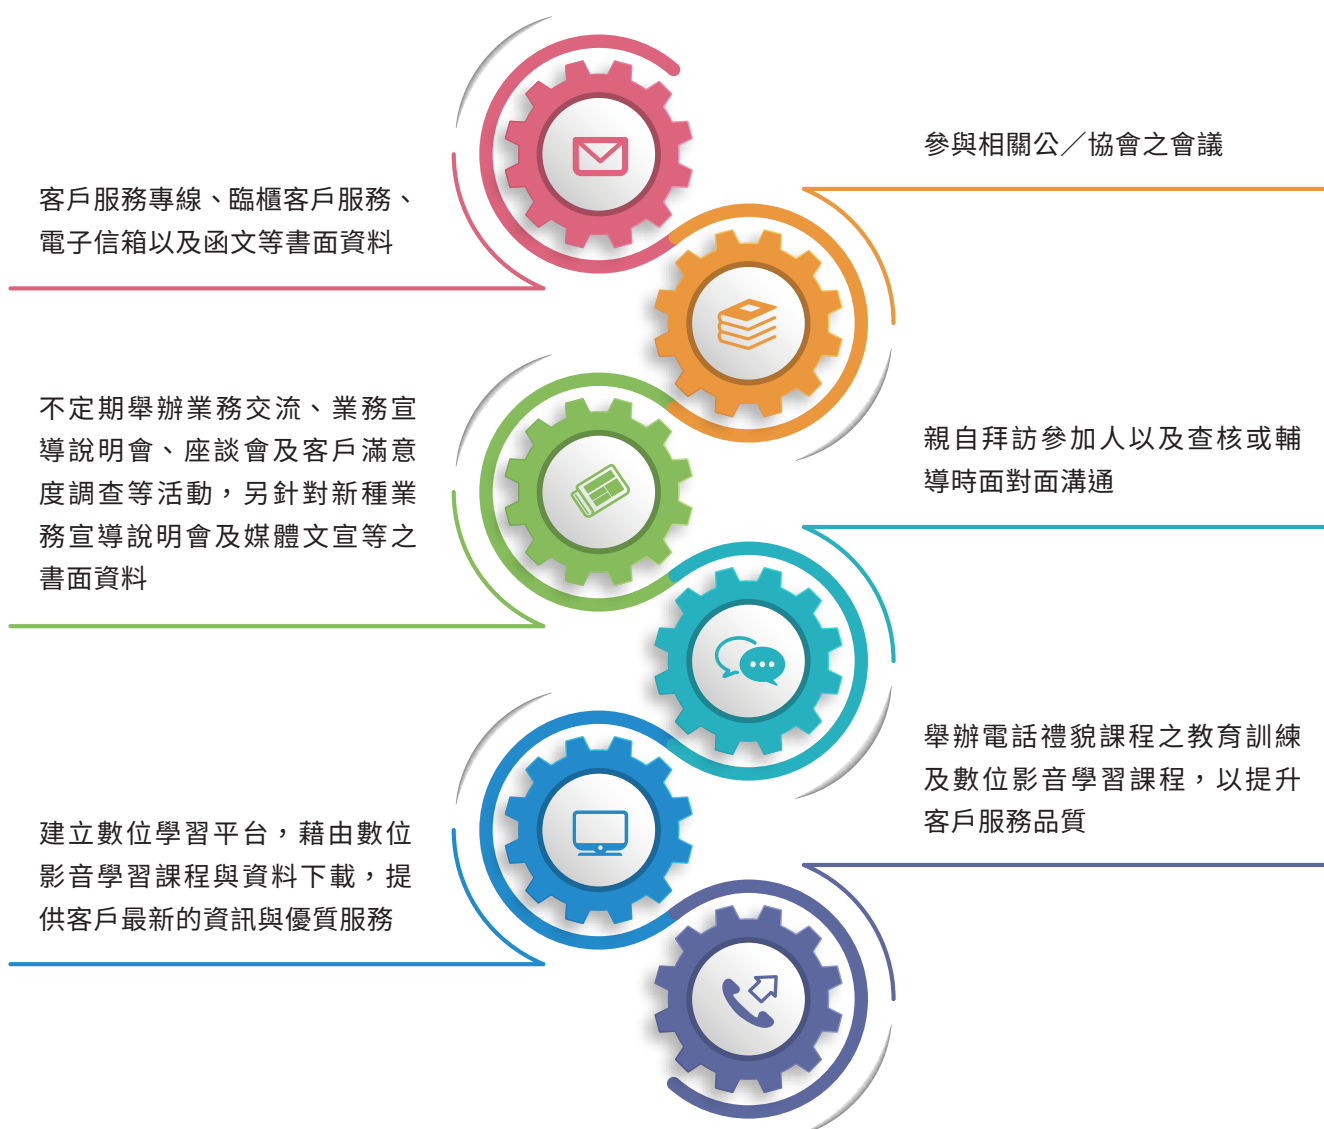 客戶服務專線、臨櫃客戶服務、
電子信箱以及函文等書面資料
參與相關公／協會之會議
不定期舉辦業務交流、業務宣
導說明會、座談會及客戶滿意
度調查等活動，另針對新種業
務宣導說明會及媒體文宣等之
書面資料
親自拜訪參加人以及查核或輔
導時面對面溝通
建立數位學習平台，藉由數位
影音學習課程與資料下載，提
供客戶最新的資訊與優質服務
舉辦電話禮貌課程之教育訓練
及數位影音學習課程，以提升
客戶服務品質